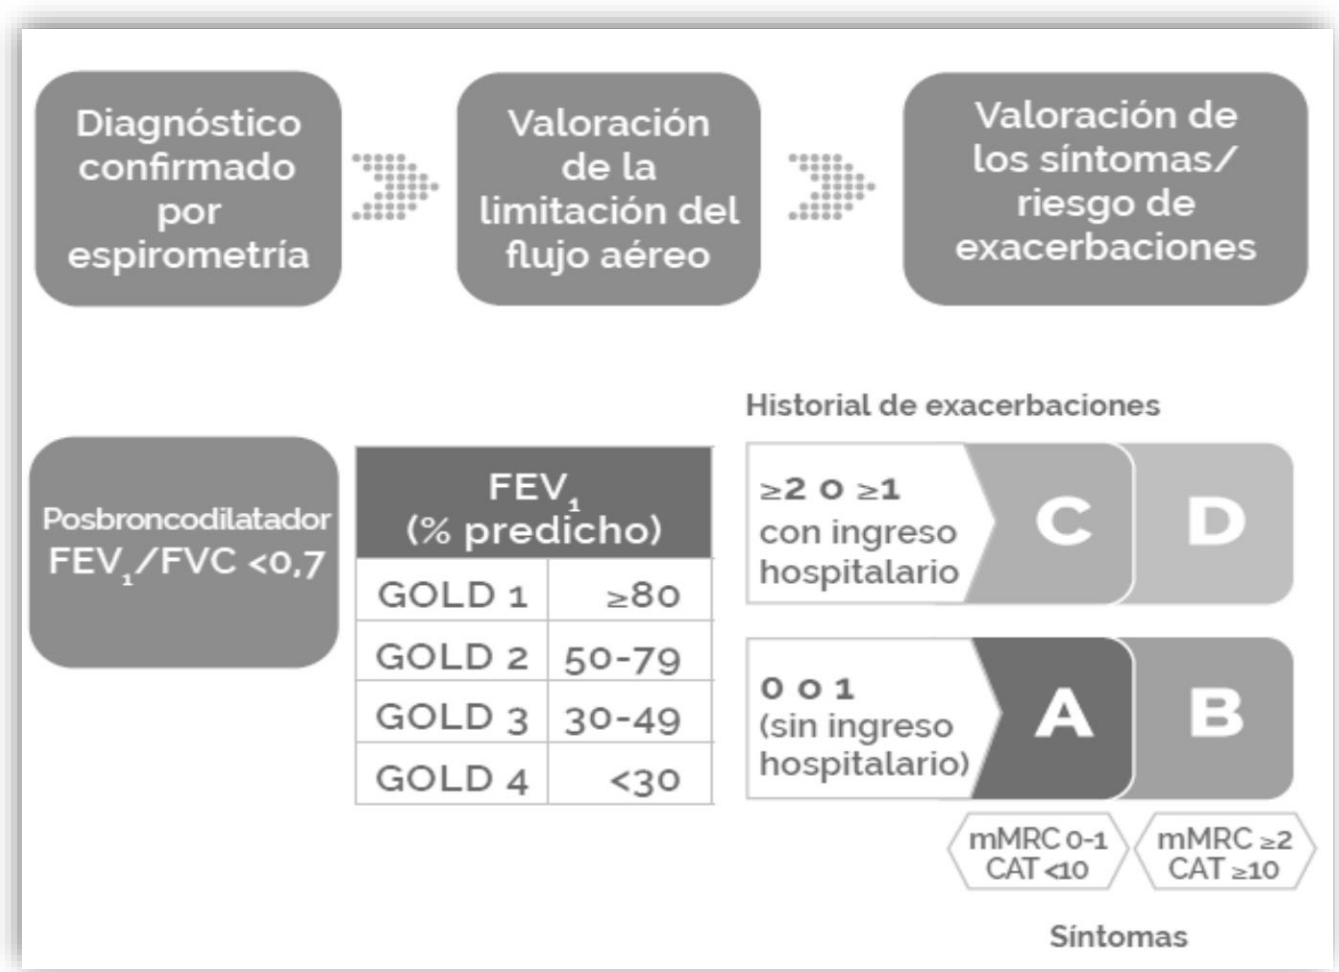 Diagnóstico
confirmado
por
espirometría
Valoración
de la
limitación del
flujo aéreo
Valoración de
los síntomas/
riesgo de
exacerbaciones
Posbroncodilatador
FEV₁/FVC <0,7
FEV₁
(% predicho)
GOLD 1 ≥80
GOLD 2 50-79
GOLD 3 30-49
GOLD 4 <30
Historial de exacerbaciones
≥2 o ≥1
con ingreso
hospitalario
C D
0 o 1
(sin ingreso
hospitalario)
A B
mMRC 0-1
CAT <10
mMRC ≥2
CAT ≥10
Síntomas